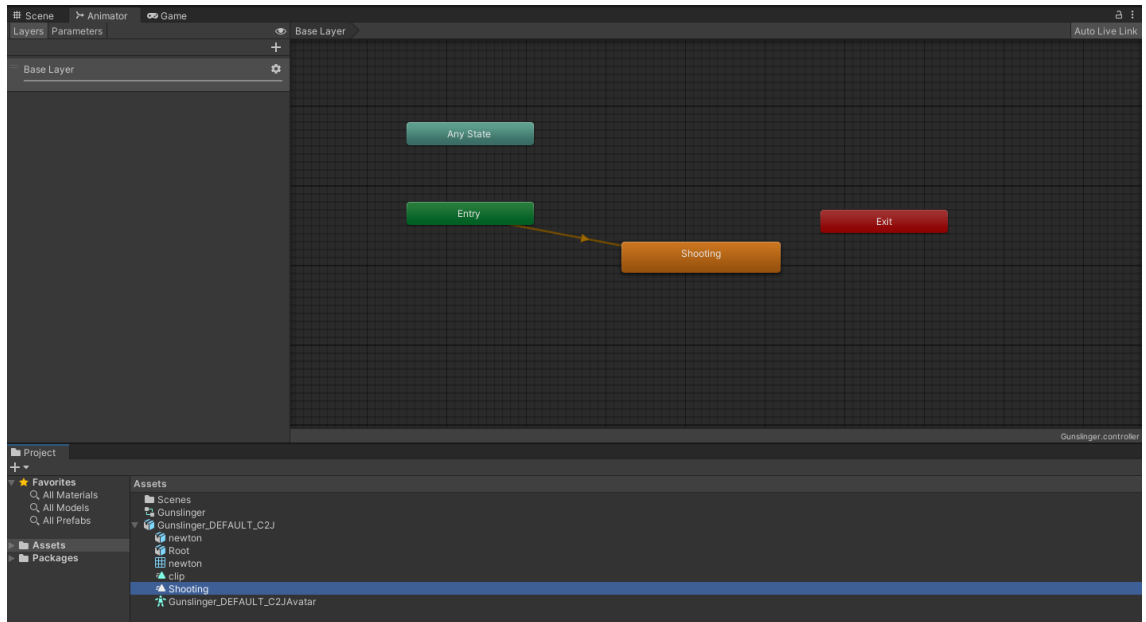 Scene Animator Game
Layers Parameters Base Layer Auto Live Link
Base Layer
Any State
Entry
Exit
Shooting
Gunslinger.controller
Project
Favorites
All Materials
All Models
All Prefabs
Assets
Packages
Assets
Scenes
Gunslinger
Gunslinger_DEFAULT_C2J
newton
Root
newton
clip
Shooting
Gunslinger_DEFAULT_C2JAvatar